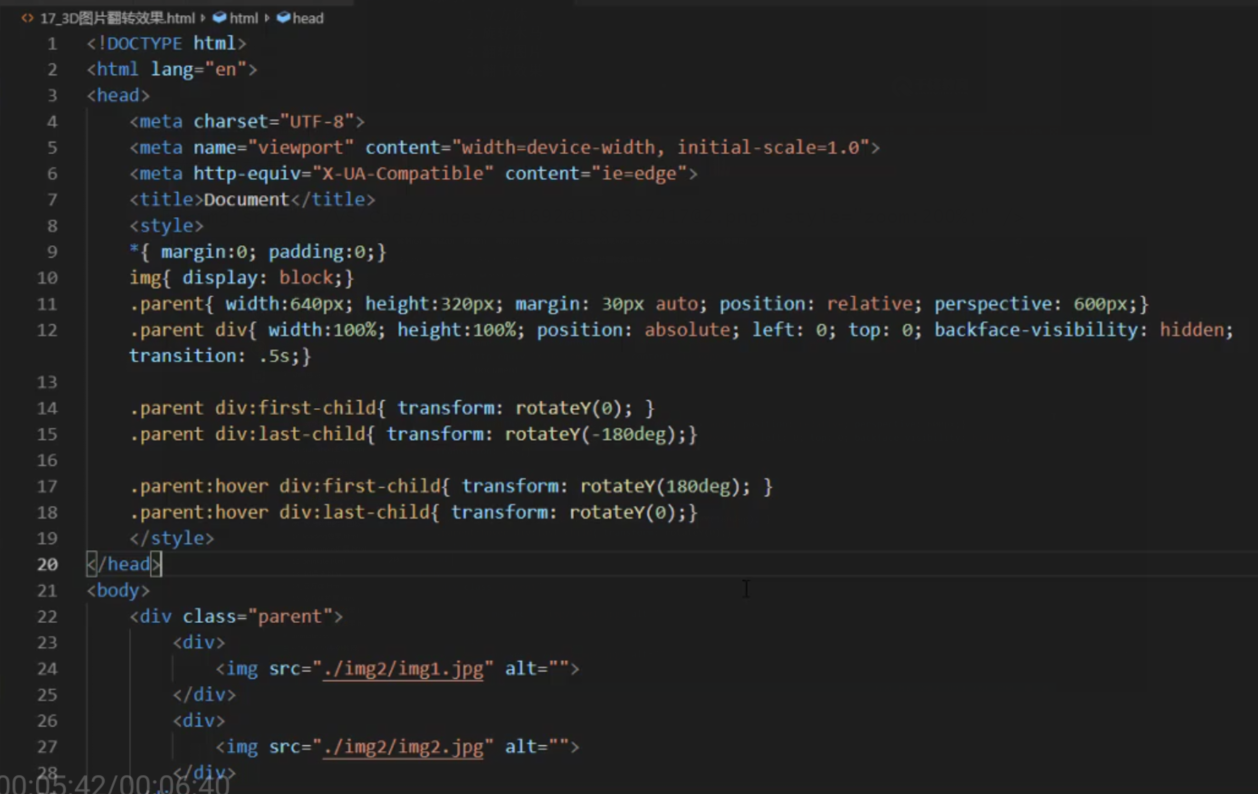 17_3D图片翻转效果.html html head
1 <!DOCTYPE html>
2 <html lang="en">
3 <head>
4 <meta charset="UTF-8">
5 <meta name="viewport" content="width=device-width, initial-scale=1.0">
6 <meta http-equiv="X-UA-Compatible" content="ie=edge">
7 <title>Document</title>
8 <style>
9 *{ margin:0; padding:0;}
10 img{ display: block;}
11 .parent{ width:640px; height:320px; margin: 30px auto; position: relative; perspective: 600px;}
12 .parent div{ width:100%; height:100%; position: absolute; left: 0; top: 0; backface-visibility: hidden;
transition: .5s;}
13
14 .parent div:first-child{ transform: rotateY(0); }
15 .parent div:last-child{ transform: rotateY(-180deg);}
16
17 .parent:hover div:first-child{ transform: rotateY(180deg); }
18 .parent:hover div:last-child{ transform: rotateY(0);}
19 </style>
20 </head>
21 <body>
22 <div class="parent">
23 <div>
24 <img src="./img2/img1.jpg" alt="">
25 </div>
26 <div>
27 <img src="./img2/img2.jpg" alt="">
28 </div>
00:05:42/00:06:40